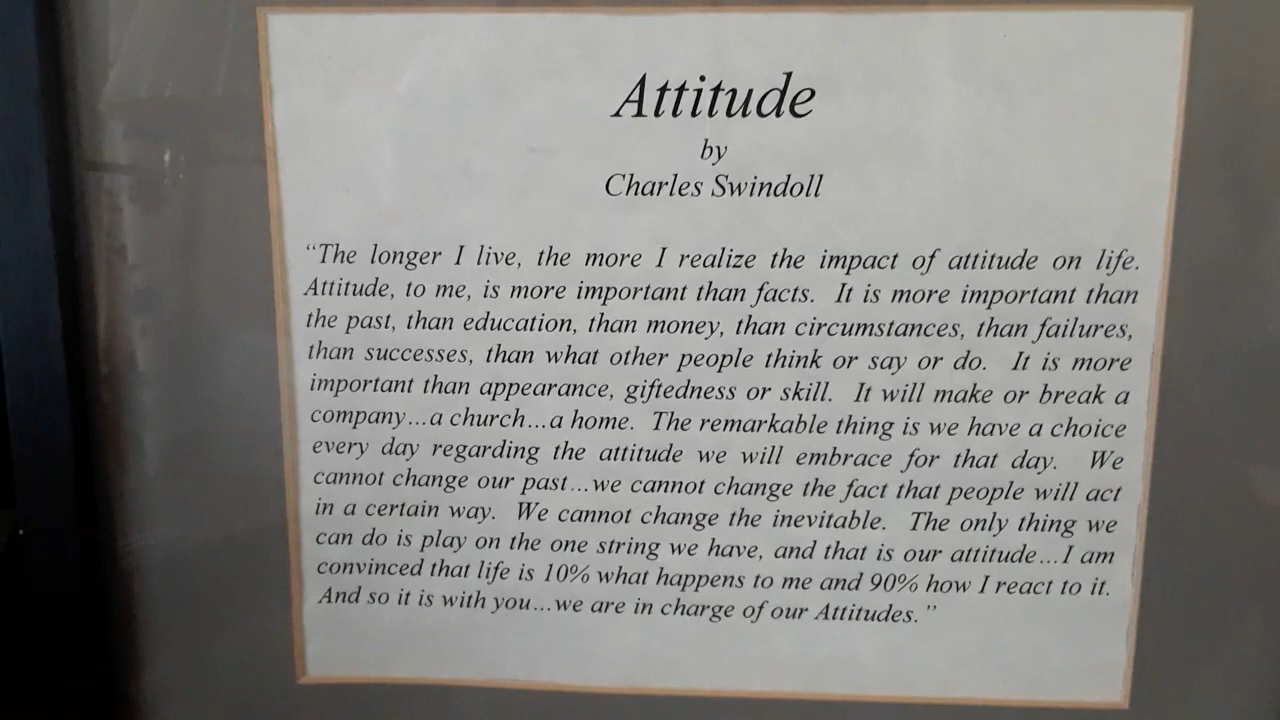 Attitude
by
Charles Swindoll
“The longer I live, the more I realize the impact of attitude on life.
Attitude, to me, is more important than facts. It is more important than
the past, than education, than money, than circumstances, than failures,
than successes, than what other people think or say or do. It is more
important than appearance, giftedness or skill. It will make or break a
company...a church...a home. The remarkable thing is we have a choice
every day regarding the attitude we will embrace for that day. We
cannot change our past...we cannot change the fact that people will act
in a certain way. We cannot change the inevitable. The only thing we
can do is play on the one string we have, and that is our attitude...I am
convinced that life is 10% what happens to me and 90% how I react to it.
And so it is with you...we are in charge of our Attitudes.”